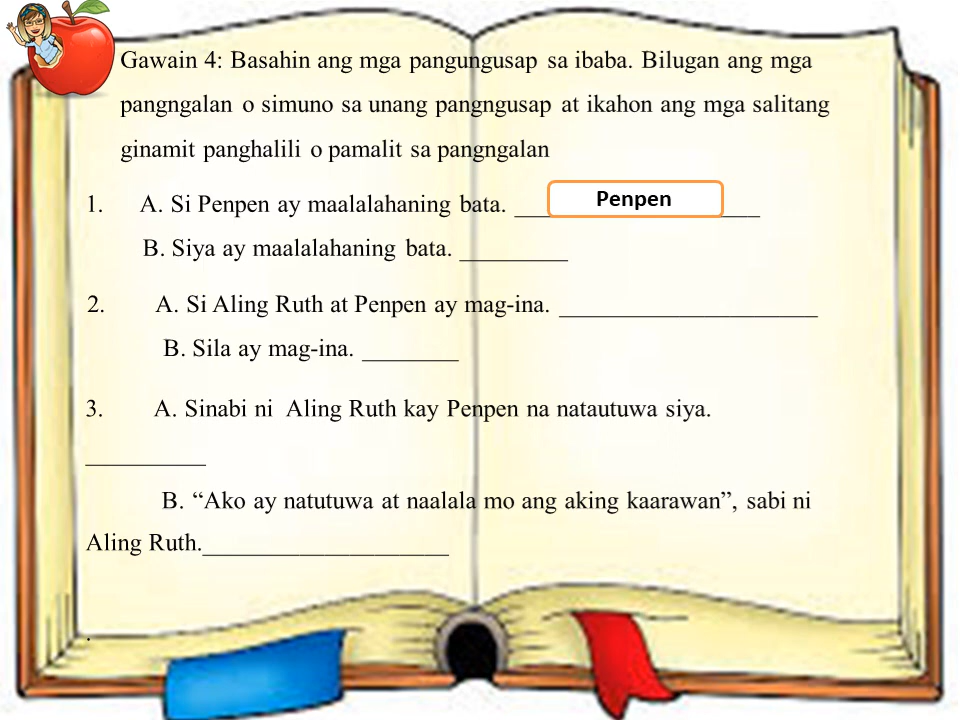 Gawain 4: Basahin ang mga pangungusap sa ibaba. Bilugan ang mga
pangngalan o simuno sa unang pangngusap at ikahon ang mga salitang
ginamit panghalili o pamalit sa pangngalan
1. A. Si Penpen ay maalalahaning bata. ____ Penpen ___
B. Siya ay maalalahaning bata. _________
2. A. Si Aling Ruth at Penpen ay mag-ina. _____________________
B. Sila ay mag-ina. ________
3. A. Sinabi ni Aling Ruth kay Penpen na natautuwa siya.
__________
B. “Ako ay natutuwa at naalala mo ang aking kaarawan”, sabi ni
Aling Ruth.____________________
.